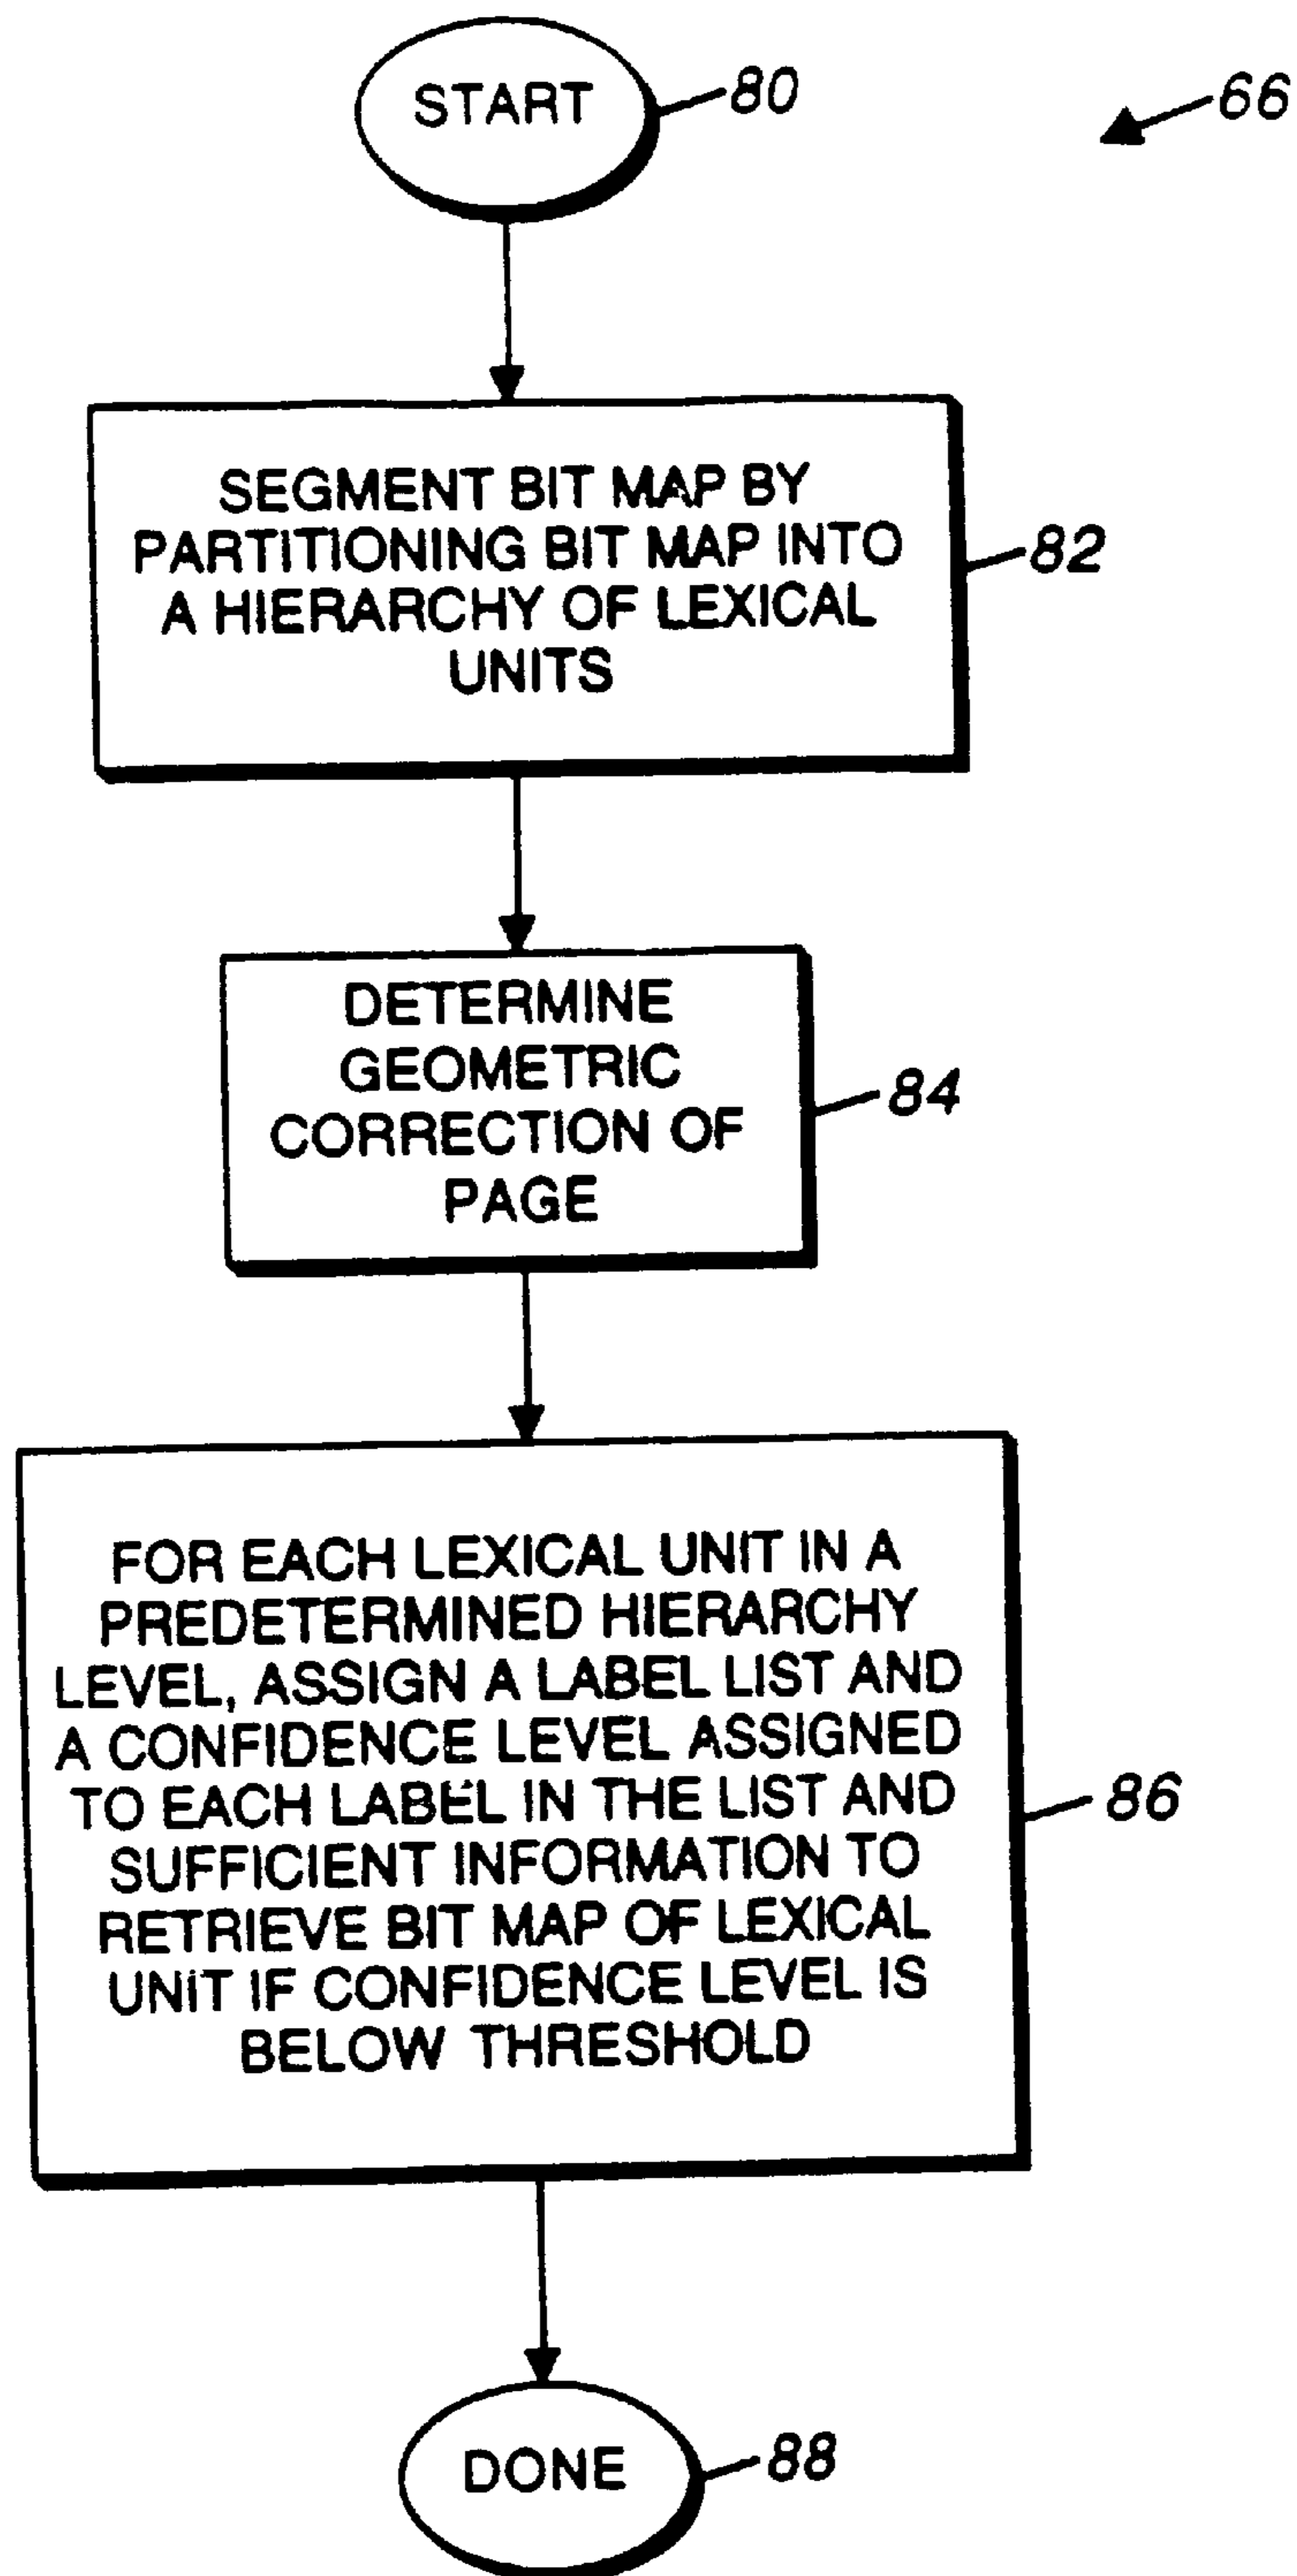 START
80
66
SEGMENT BIT MAP BY
PARTITIONING BIT MAP INTO
A HIERARCHY OF LEXICAL
UNITS
82
DETERMINE
GEOMETRIC
CORRECTION OF
PAGE
84
FOR EACH LEXICAL UNIT IN A
PREDETERMINED HIERARCHY
LEVEL, ASSIGN A LABEL LIST AND
A CONFIDENCE LEVEL ASSIGNED
TO EACH LABEL IN THE LIST AND
SUFFICIENT INFORMATION TO
RETRIEVE BIT MAP OF LEXICAL
UNIT IF CONFIDENCE LEVEL IS
BELOW THRESHOLD
86
DONE
88